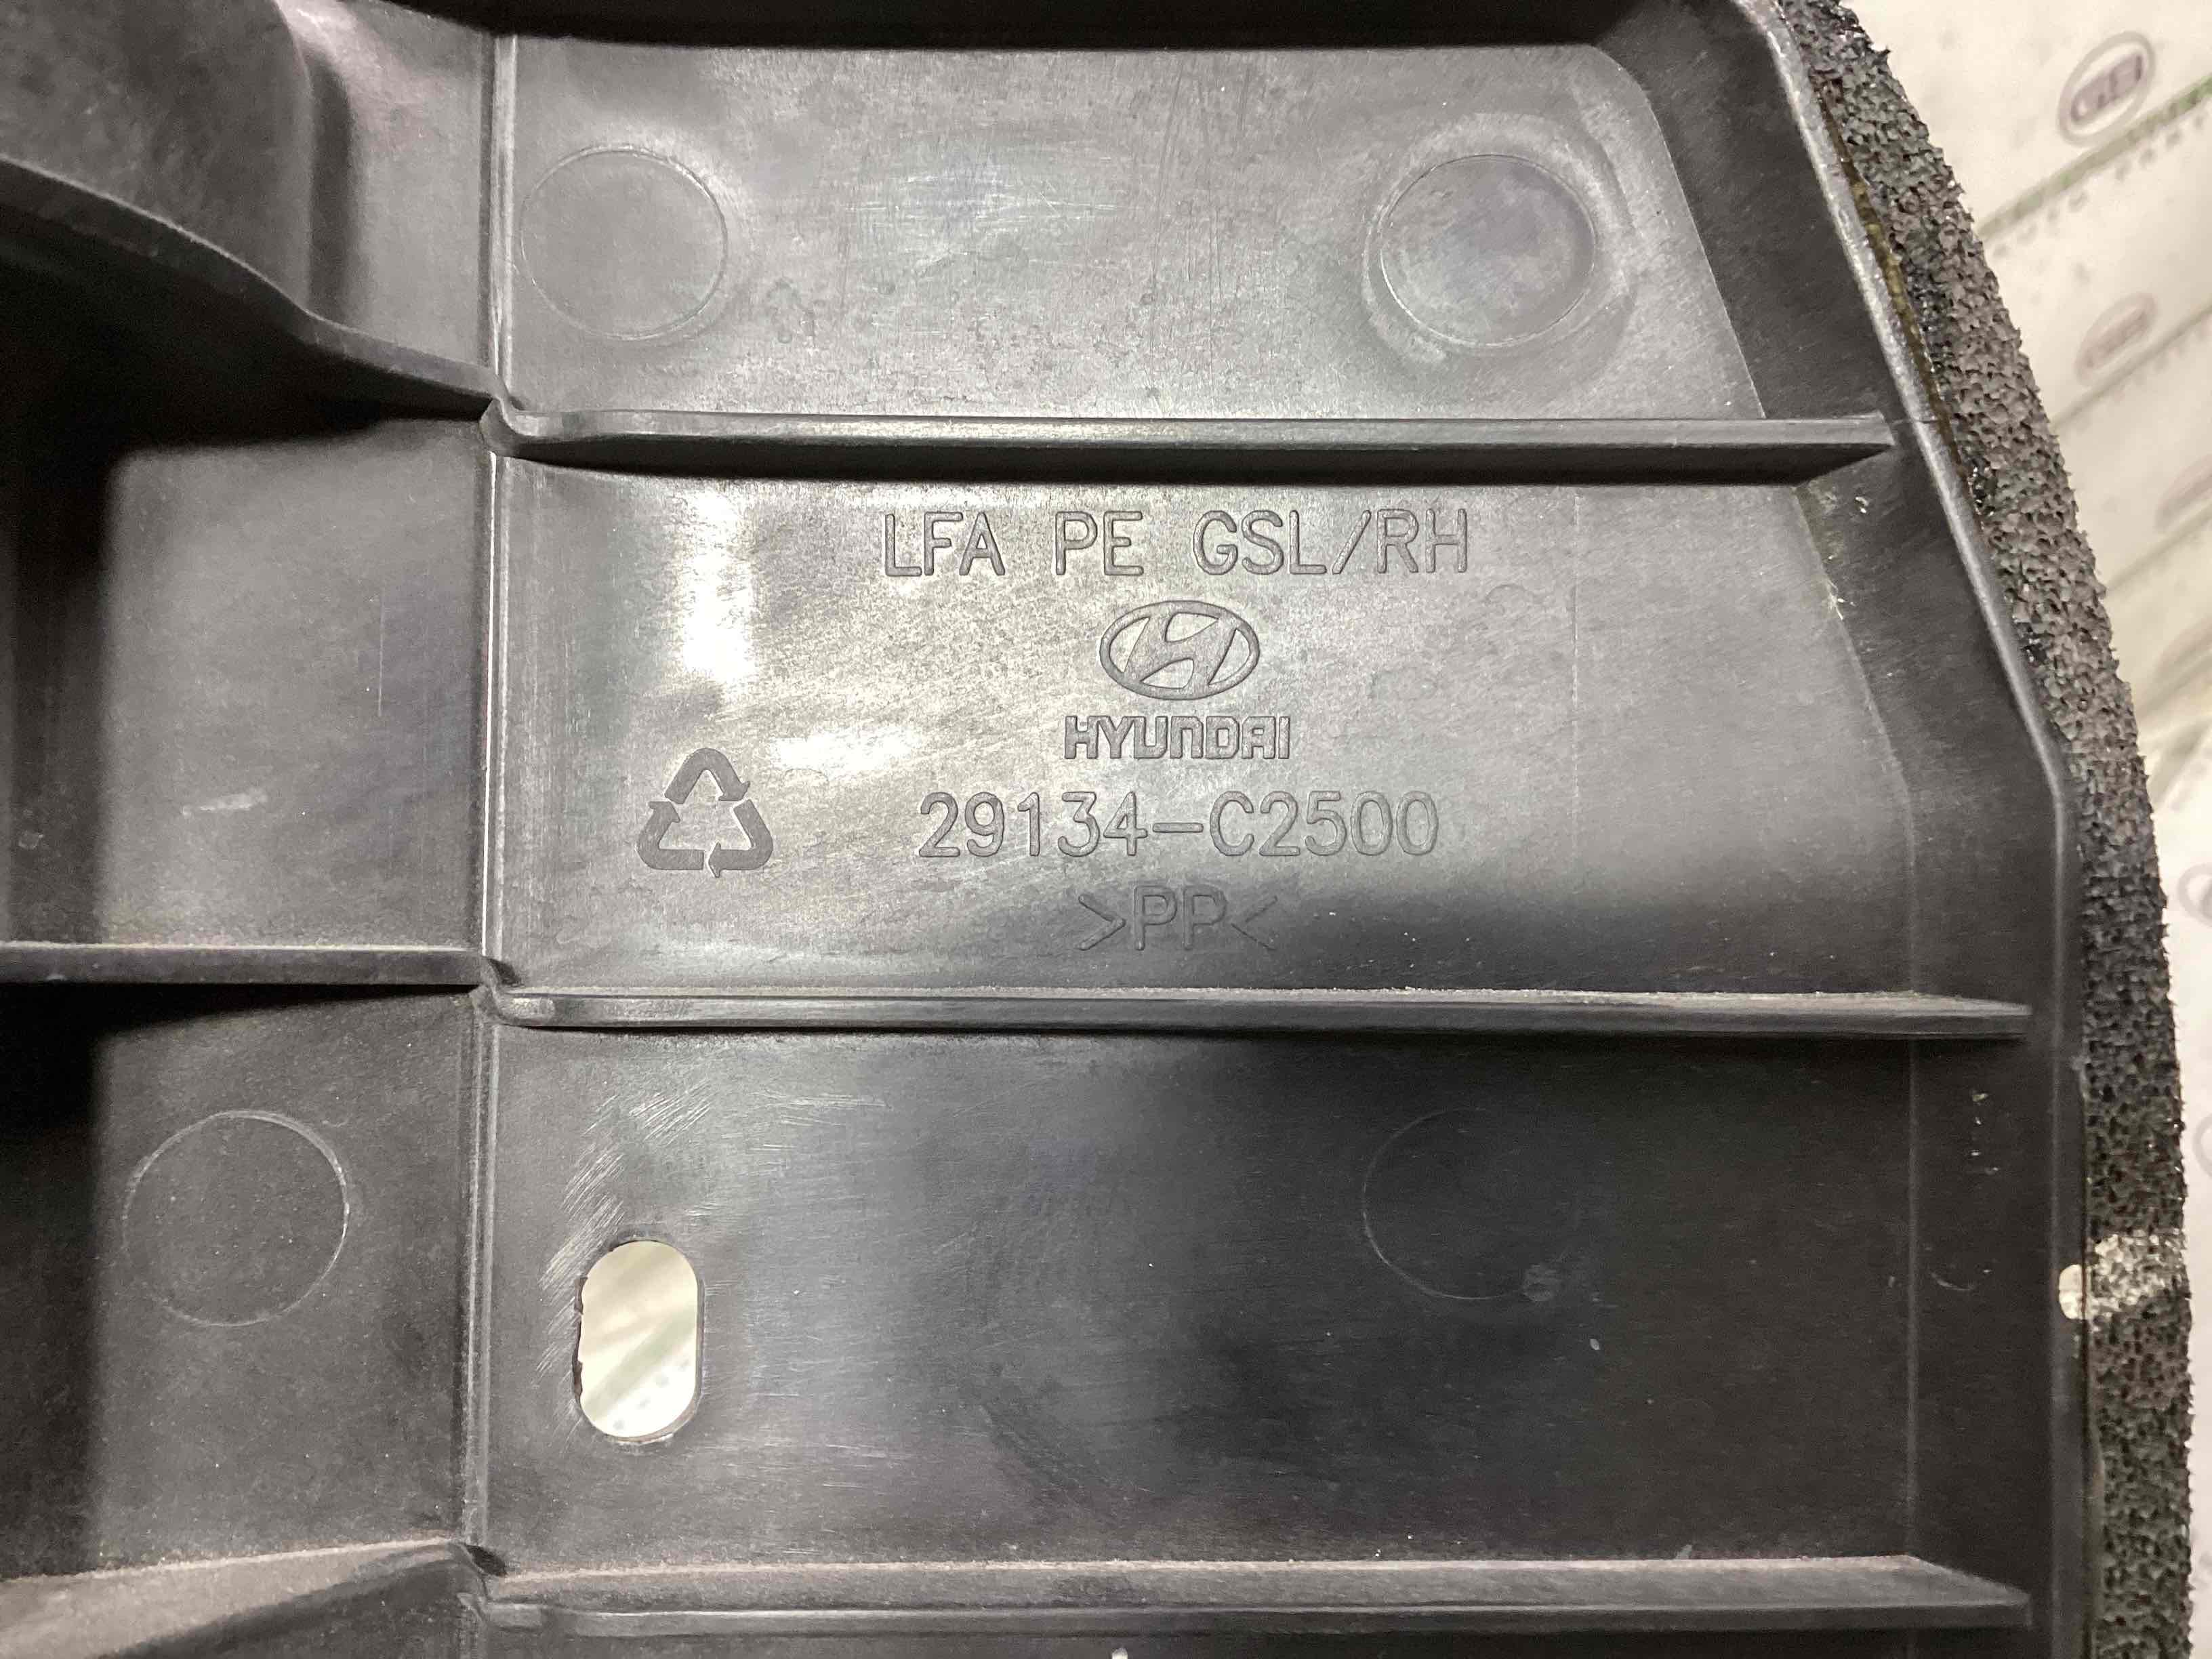 LFA PE GSL/RH
HYUNDAI
29134-C2500
>PP<